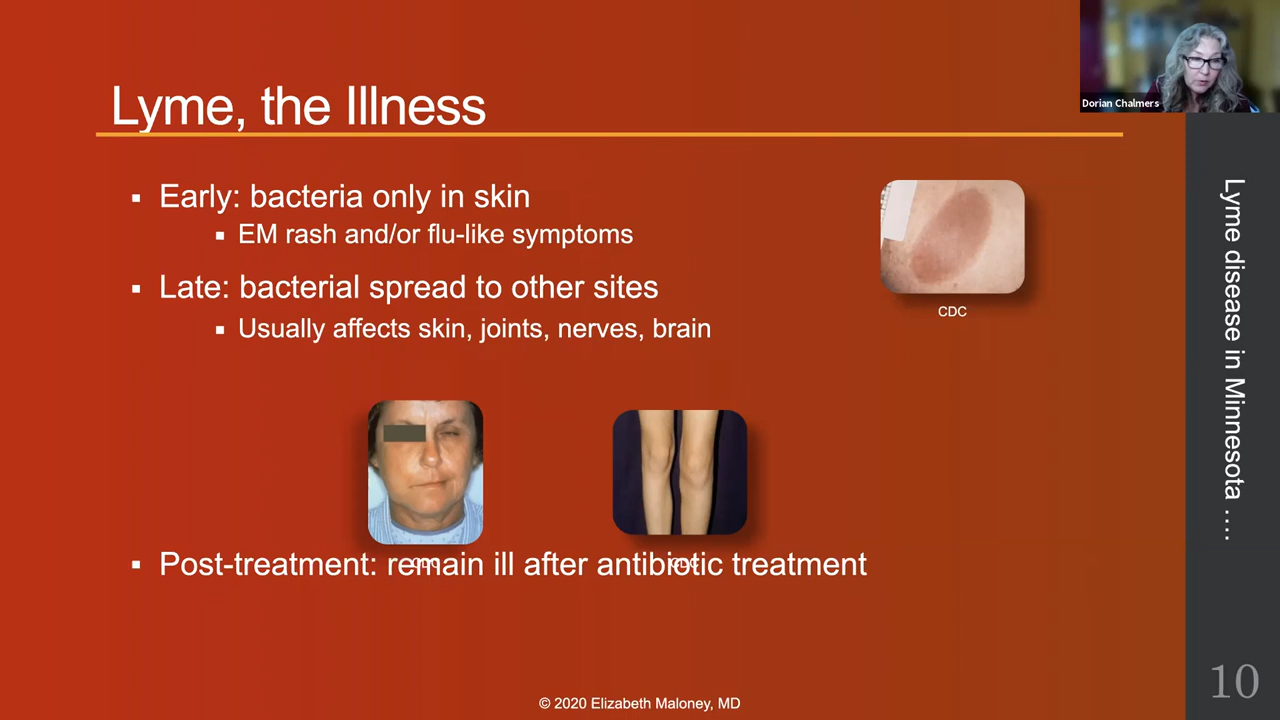 Dorian Chalmers
Lyme, the Illness
Early: bacteria only in skin
EM rash and/or flu-like symptoms
Late: bacterial spread to other sites
Usually affects skin, joints, nerves, brain
CDC
CDC
CDC
Post-treatment: remain ill after antibiotic treatment
Lyme disease in Minnesota ....
10
© 2020 Elizabeth Maloney, MD